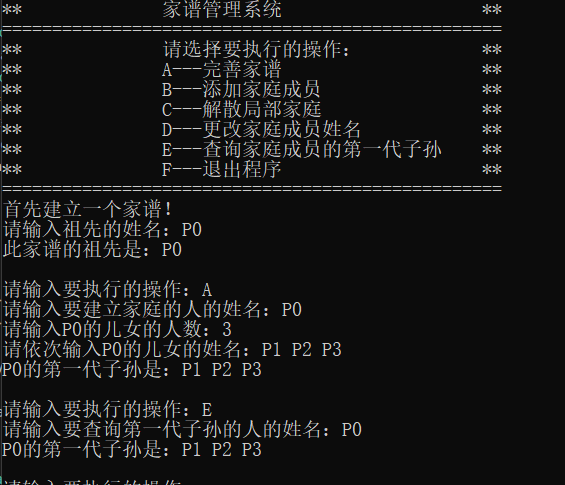 **              家谱管理系统                    **
==================================================
**              请选择要执行的操作:             **
**              A---完善家谱                    **
**              B---添加家庭成员                **
**              C---解散局部家庭                **
**              D---更改家庭成员姓名            **
**              E---查询家庭成员的第一代子孙    **
**              F---退出程序                    **
==================================================
首先建立一个家谱!
请输入祖先的姓名: P0
此家谱的祖先是: P0
请输入要执行的操作: A
请输入要建立家庭的人的姓名: P0
请输入P0的儿女的人数: 3
请依次输入P0的儿女的姓名: P1 P2 P3
P0的第一代子孙是: P1 P2 P3
请输入要执行的操作: E
请输入要查询第一代子孙的人的姓名: P0
P0的第一代子孙是: P1 P2 P3
请输入要执行的操作